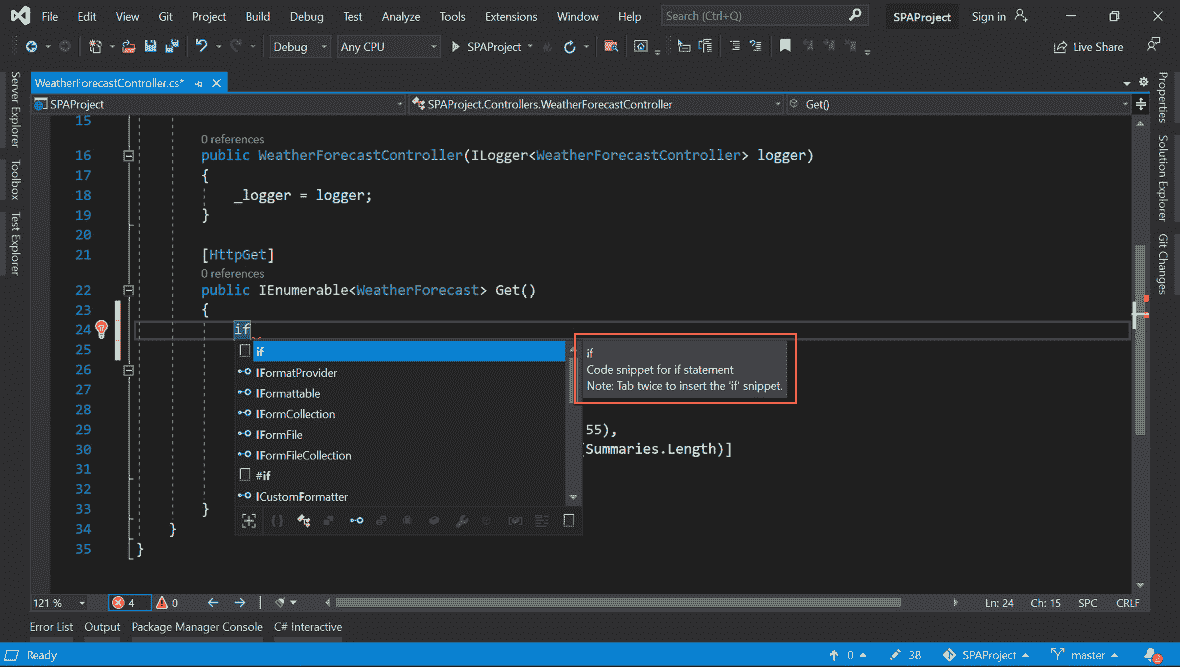 File Edit View Git Project Build Debug Test Analyze Tools Extensions Window Help Search (Ctrl+Q) SPAProject Sign in
Debug Any CPU SPAProject Live Share
WeatherForecastController.cs*
SPAProject SPAProject.Controllers.WeatherForecastController Get()
Server Explorer
Toolbox
Test Explorer
Properties
Solution Explorer
Git Changes
15
0 references
16 public WeatherForecastController(ILogger<WeatherForecastController> logger)
17 {
18 _logger = logger;
19 }
20
21 [HttpGet]
0 references
22 public IEnumerable<WeatherForecast> Get()
23 {
24 if
25 if
26 IFormatProvider
27 IFormattable
28 IFormCollection
29 IFormFile 55),
30 IFormFileCollection Summaries.Length)]
31 #if
32 ICustomFormatter
33 }
34 }
35 }
if
Code snippet for if statement
Note: Tab twice to insert the 'if' snippet.
121 % 4 0 Ln: 24 Ch: 15 SPC CRLF
Error List Output Package Manager Console C# Interactive
Ready 0 38 SPAProject master